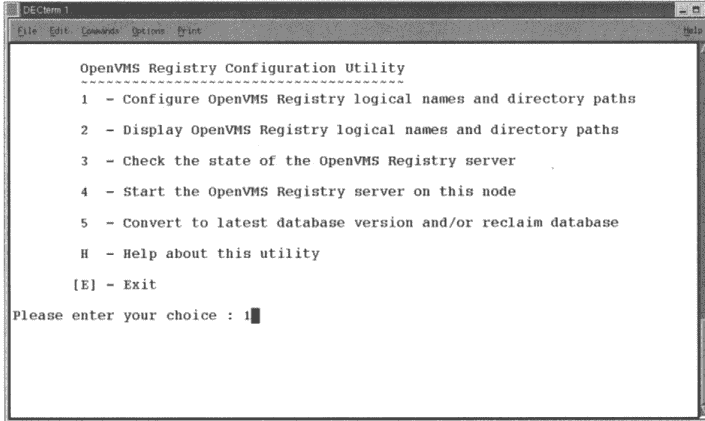 DECterm 1
File Edit Commands Options Print Help
OpenVMS Registry Configuration Utility
~~~~~~~~~~~~~~~~~~~~~~~~~~~~~~~~~~~~~~
1 - Configure OpenVMS Registry logical names and directory paths
2 - Display OpenVMS Registry logical names and directory paths
3 - Check the state of the OpenVMS Registry server
4 - Start the OpenVMS Registry server on this node
5 - Convert to latest database version and/or reclaim database
H - Help about this utility
[E] - Exit
Please enter your choice : 1